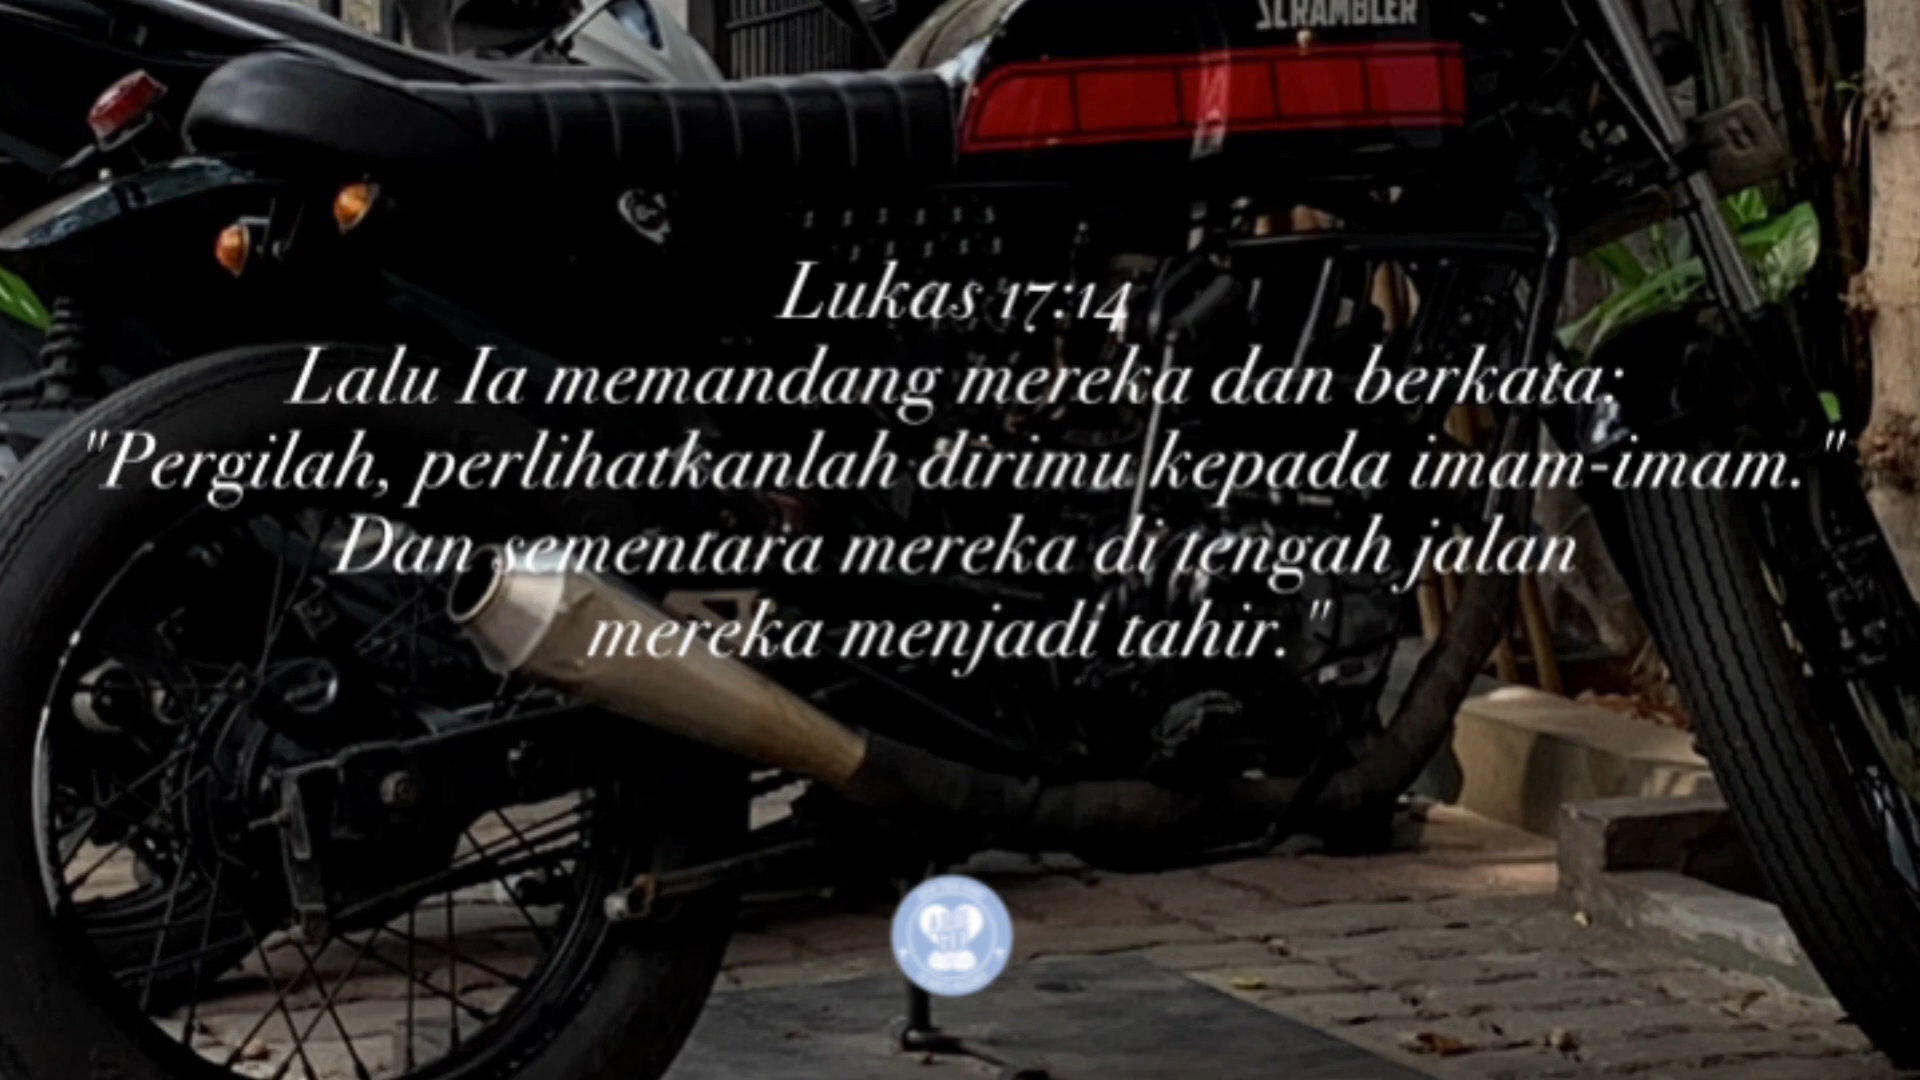 SCRAMBLER
Lukas 17:14
Lalu Ia memandang mereka dan berkata:
"Pergilah, perlihatkanlah dirimu kepada imam-imam."
Dan sementara mereka di tengah jalan
mereka menjadi tahir."